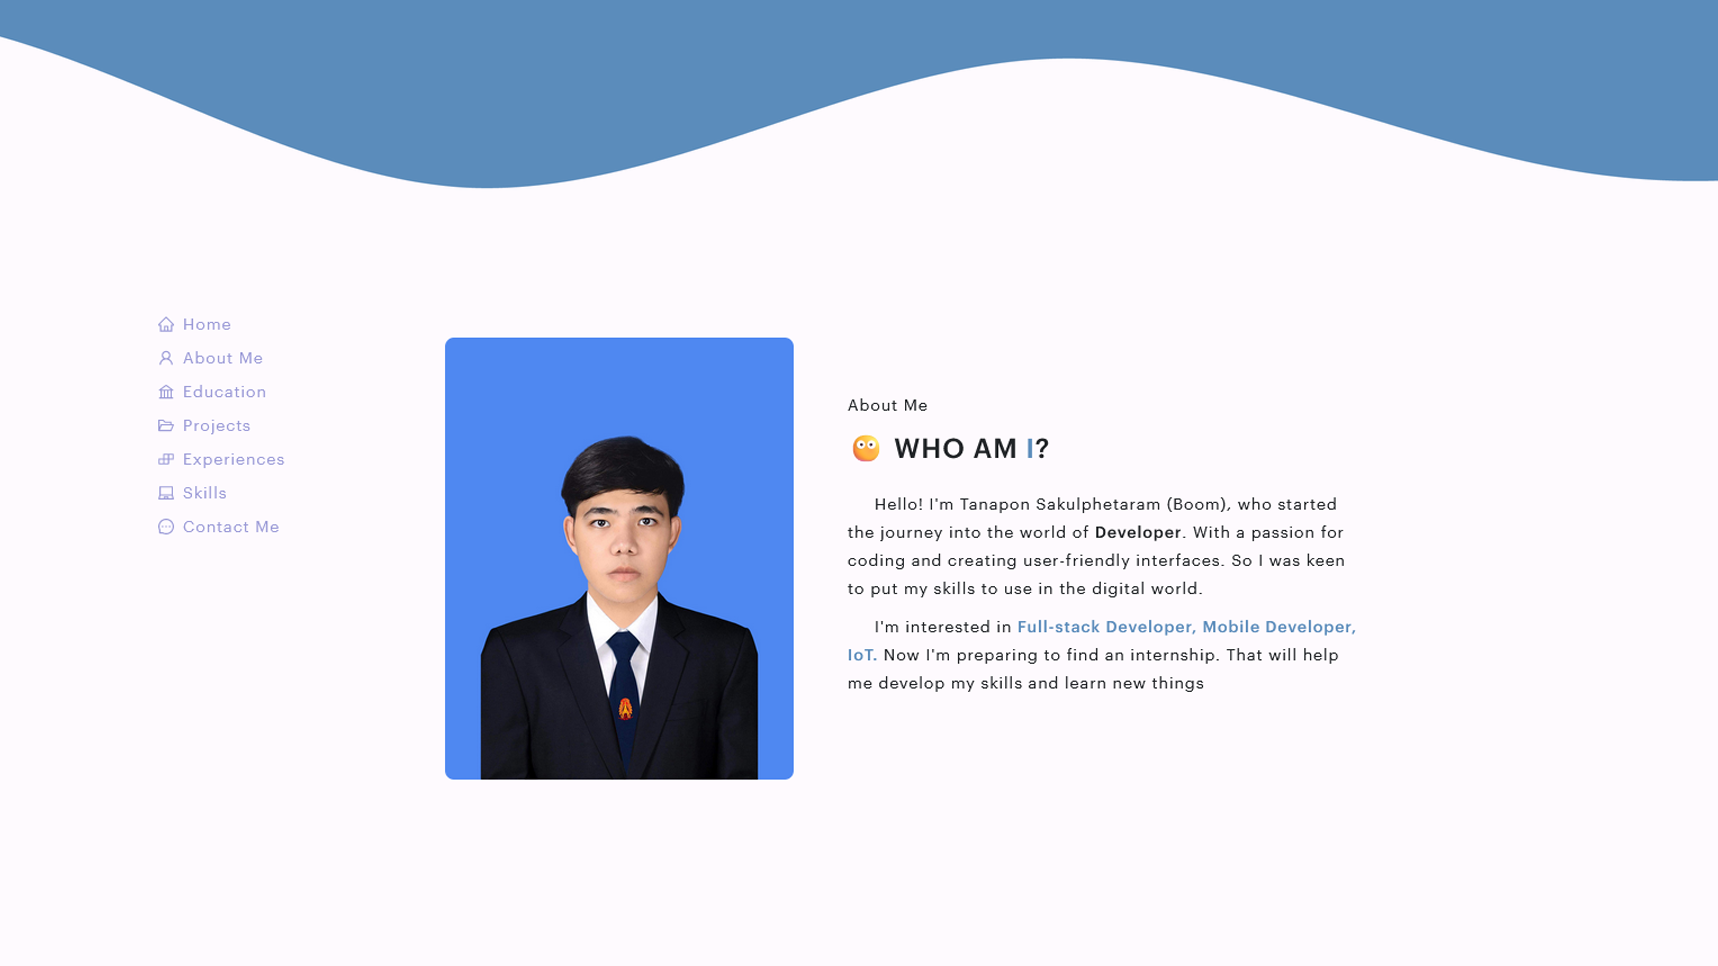 Home
About Me
Education
Projects
Experiences
Skills
Contact Me
About Me
WHO AM I?
Hello! I'm Tanapon Sakulphetaram (Boom), who started
the journey into the world of Developer. With a passion for
coding and creating user-friendly interfaces. So I was keen
to put my skills to use in the digital world.
I'm interested in Full-stack Developer, Mobile Developer,
IoT. Now I'm preparing to find an internship. That will help
me develop my skills and learn new things